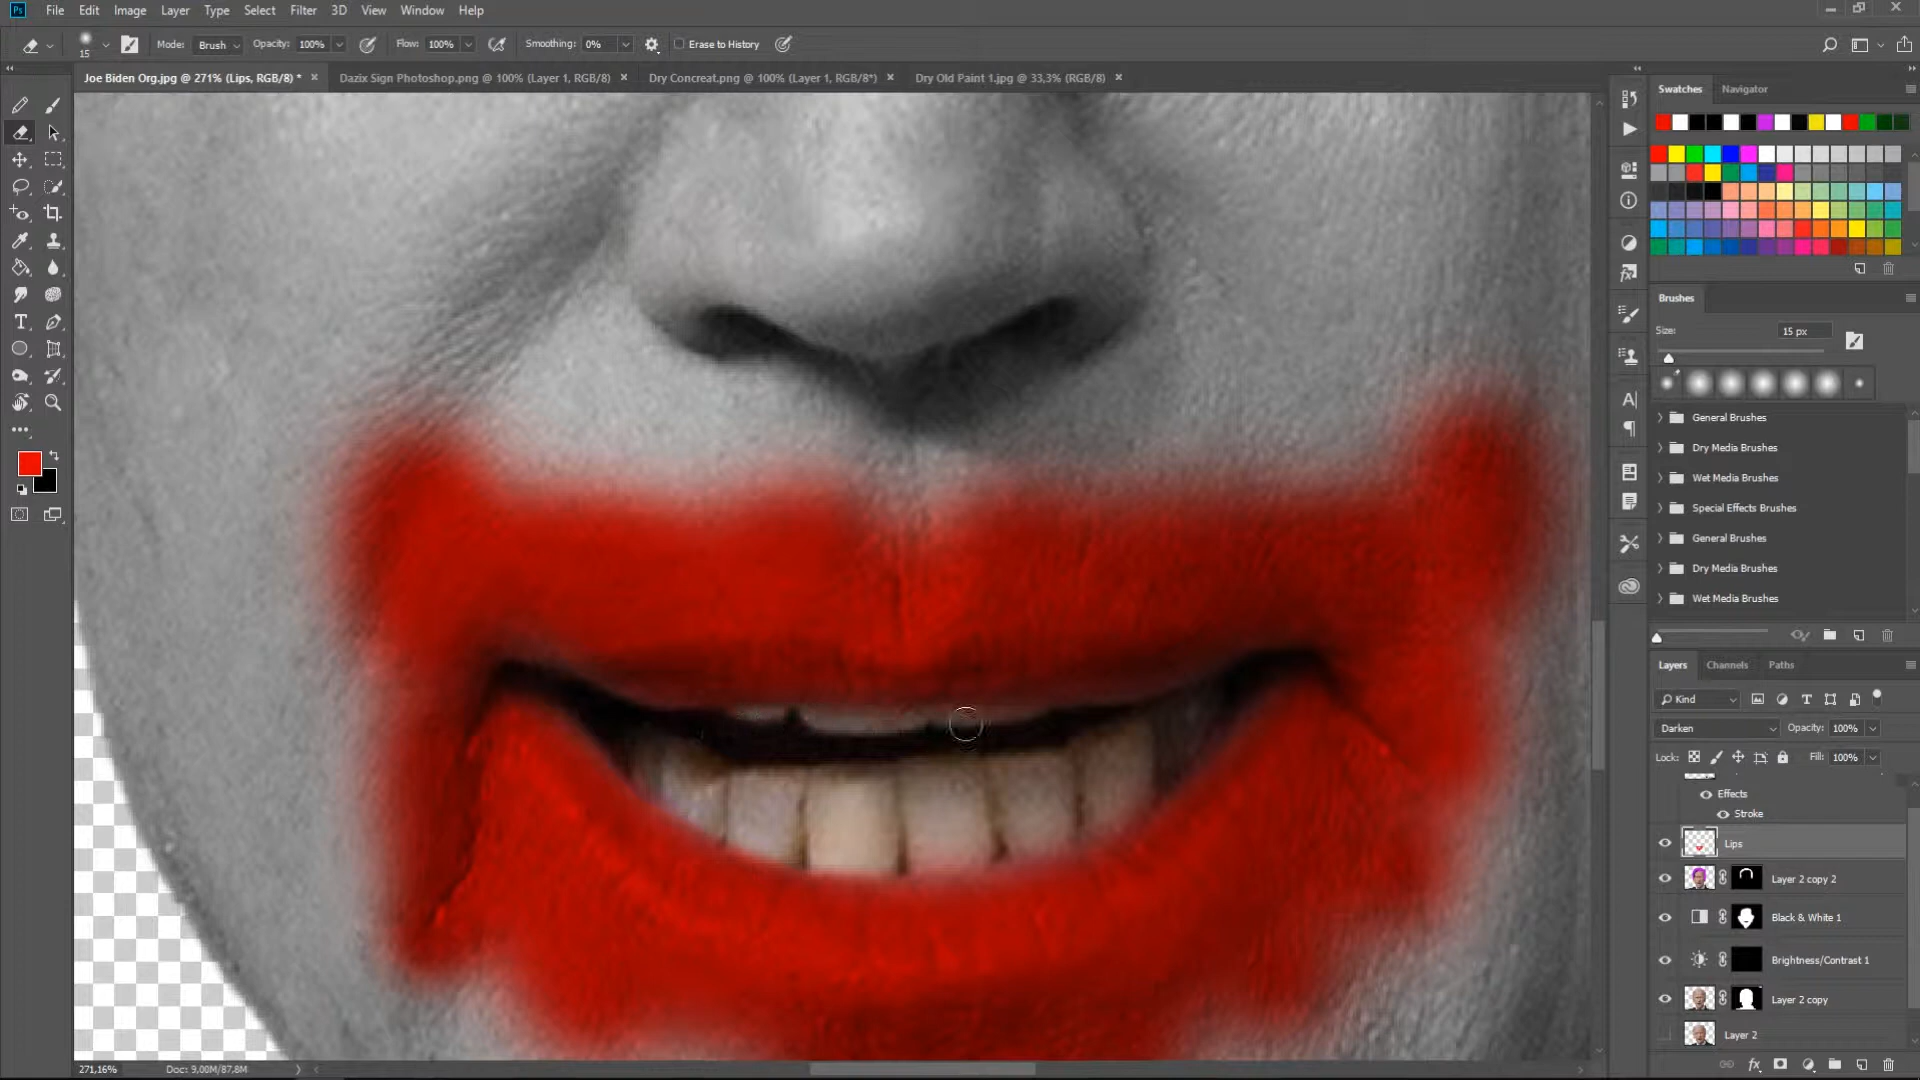 Ps File Edit Image Layer Type Select Filter 3D View Window Help
15 Mode: Brush Opacity: 100% Flow: 100% Smoothing: 0% Erase to History
Joe Biden Org.jpg @ 271% (Lips, RGB/8) * Dazix Sign Photoshop.png @ 100% (Layer 1, RGB/8) Dry Concreat.png @ 100% (Layer 1, RGB/8*) Dry Old Paint 1.jpg @ 33,3% (RGB/8)
Swatches Navigator
Brushes
Size: 15 px
General Brushes
Dry Media Brushes
Wet Media Brushes
Special Effects Brushes
General Brushes
Dry Media Brushes
Wet Media Brushes
Layers Channels Paths
Kind
Darken Opacity: 100%
Lock: Fill: 100%
Effects
Stroke
Lips
Layer 2 copy 2
Black & White 1
Brightness/Contrast 1
Layer 2 copy
Layer 2
271,16% Doc: 9,00M/87,8M